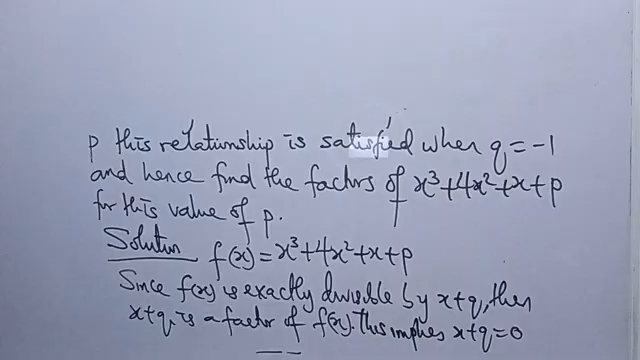 p this relationship is satisfied when q = -1
and hence find the factors of x³+4x²+x+p
for this value of p.
Solution f(x) = x³+4x²+x+p
Since f(x) is exactly divisible by x+q, then
x+q is a factor of f(x). This implies x+q=0